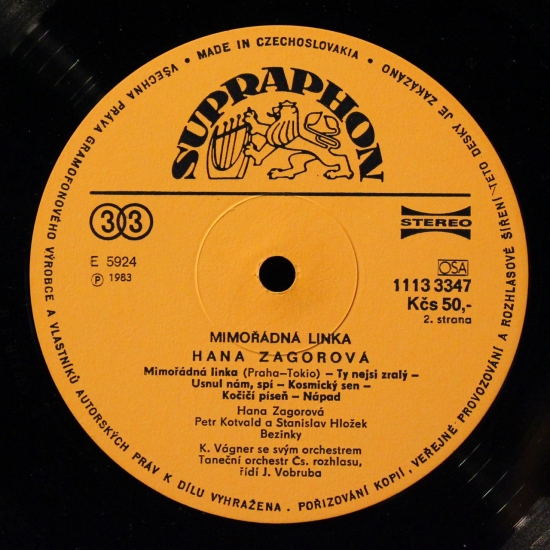 VŠECHNA PRÁVA GRAMOFONOVÉHO VÝROBCE A VLASTNÍKŮ AUTORSKÝCH PRÁV K DÍLU VYHRAŽENA. POŘIZOVÁNÍ KOPIÍ, VEŘEJNÉ PROVOZOVÁNÍ A ROZHLASOVÉ ŠÍŘENÍ TÉTO DESKY JE ZAKÁZÁNO • MADE IN CZECHOSLOVAKIA •
SUPRAPHON
33
STEREO
E 5924
Ⓟ 1983
OSA
1113 3347
Kčs 50,-
2. strana
MIMOŘÁDNÁ LINKA
HANA ZAGOROVÁ
Mimořádná linka (Praha–Tokio) – Ty nejsi zralý –
Usnul nám, spí – Kosmický sen –
Kočičí píseň – Nápad
Hana Zagorová
Petr Kotvald a Stanislav Hložek
Bezinky
K. Vágner se svým orchestrem
Taneční orchestr Čs. rozhlasu,
řídí J. Vobruba